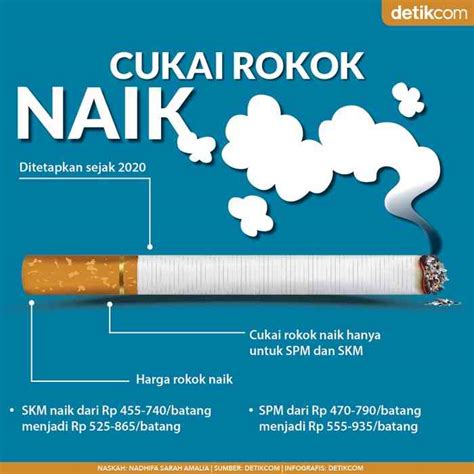 detikcom
CUKAI ROKOK
NAIK
Ditetapkan sejak 2020
Cukai rokok naik hanya
untuk SPM dan SKM
Harga rokok naik
• SKM naik dari Rp 455-740/batang
menjadi Rp 525-865/batang
• SPM dari Rp 470-790/batang
menjadi Rp 555-935/batang
NASKAH: NADHIFA SARAH AMALIA | SUMBER: DETIKCOM | INFOGRAFIS: DETIKCOM